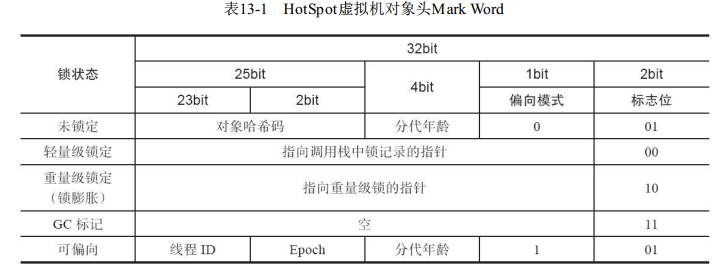 表13-1 HotSpot虚拟机对象头Mark Word
锁状态 32bit
25bit 4bit 1bit 2bit
23bit 2bit 偏向模式 标志位
未锁定 对象哈希码 分代年龄 0 01
轻量级锁定 指向调用栈中锁记录的指针 00
重量级锁定
（锁膨胀） 指向重量级锁的指针 10
GC 标记 空 11
可偏向 线程 ID Epoch 分代年龄 1 01